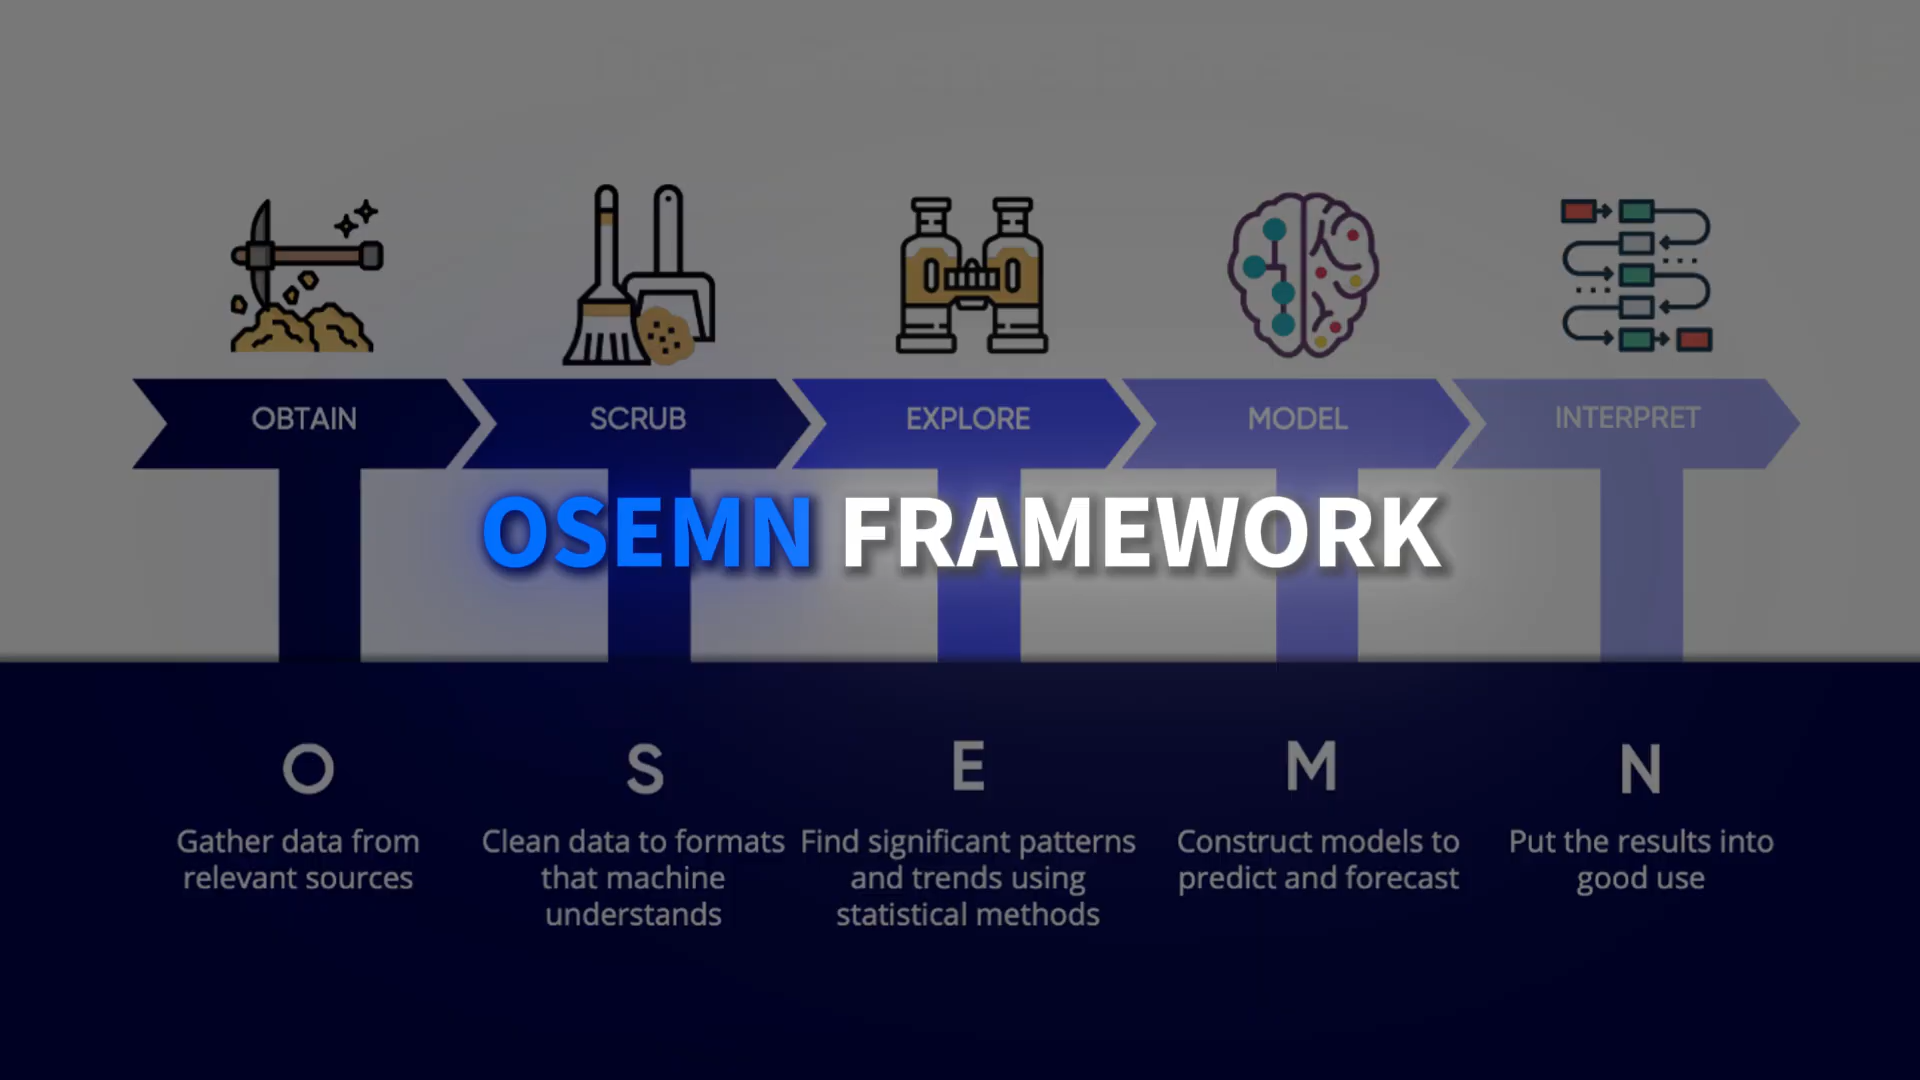 OBTAIN
SCRUB
EXPLORE
MODEL
INTERPRET
OSEMN FRAMEWORK
O
Gather data from
relevant sources
S
Clean data to formats
that machine
understands
E
Find significant patterns
and trends using
statistical methods
M
Construct models to
predict and forecast
N
Put the results into
good use